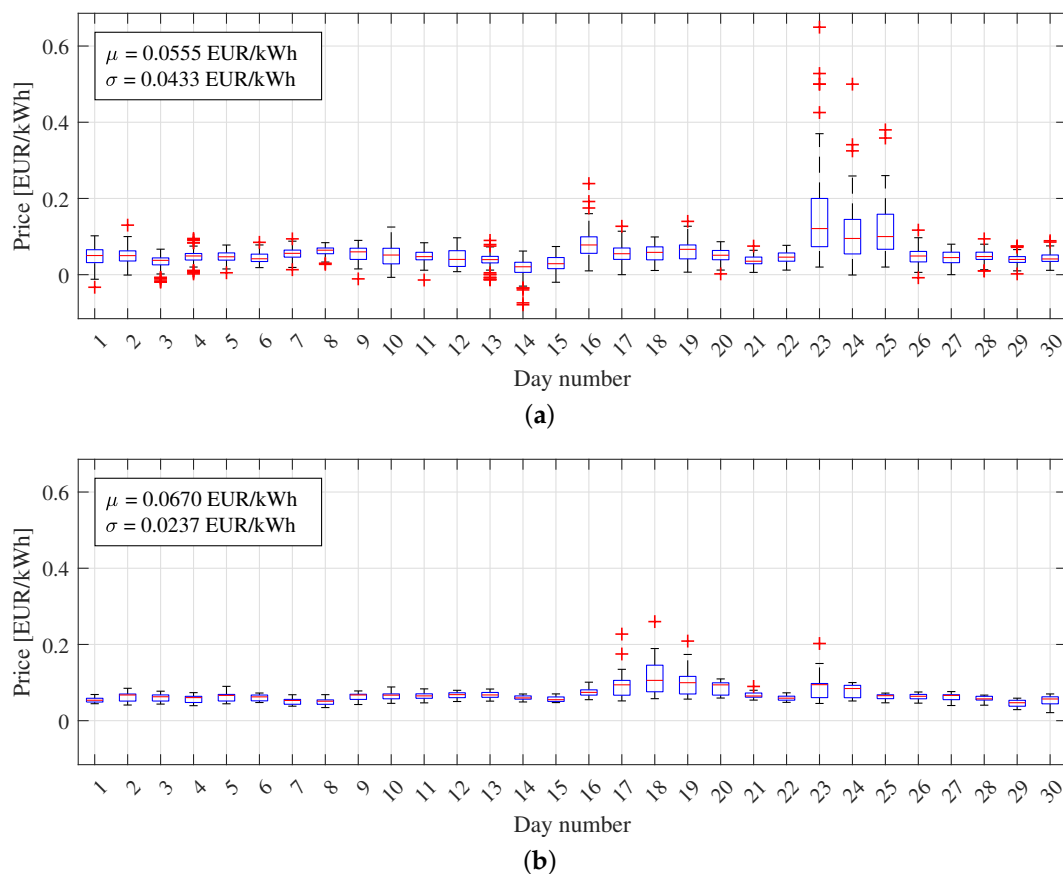 μ = 0.0555 EUR/kWh
σ = 0.0433 EUR/kWh
Price [EUR/kWh]
0.6
0.4
0.2
0
1 2 3 4 5 6 7 8 9 10 11 12 13 14 15 16 17 18 19 20 21 22 23 24 25 26 27 28 29 30
Day number
(a)
μ = 0.0670 EUR/kWh
σ = 0.0237 EUR/kWh
Price [EUR/kWh]
0.6
0.4
0.2
0
1 2 3 4 5 6 7 8 9 10 11 12 13 14 15 16 17 18 19 20 21 22 23 24 25 26 27 28 29 30
Day number
(b)